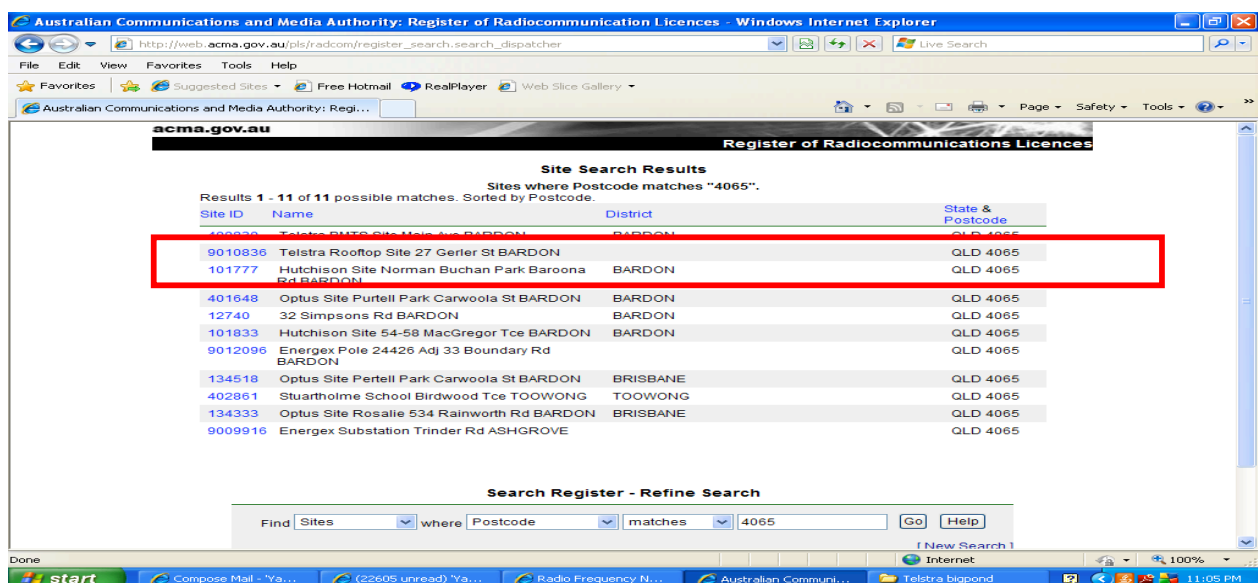 Australian Communications and Media Authority: Register of Radiocommunication Licences - Windows Internet Explorer
http://web.acma.gov.au/pls/radcom/register_search.search_dispatcher
Live Search
File Edit View Favorites Tools Help
Favorites Suggested Sites Free Hotmail RealPlayer Web Slice Gallery
Australian Communications and Media Authority: Regi... Page Safety Tools
acma.gov.au
Register of Radiocommunications Licences
Site Search Results
Sites where Postcode matches "4065".
Results 1 - 11 of 11 possible matches. Sorted by Postcode.
Site ID Name District State & Postcode
Telstra Site Main Ave BARDON BARDON QLD 4065
9010836 Telstra Rooftop Site 27 Gerler St BARDON QLD 4065
101777 Hutchison Site Norman Buchan Park Baroona BARDON QLD 4065
Rd BARDON
401648 Optus Site Purtell Park Carwoola St BARDON BARDON QLD 4065
12740 32 Simpsons Rd BARDON BARDON QLD 4065
101833 Hutchison Site 54-58 MacGregor Tce BARDON BARDON QLD 4065
9012096 Energex Pole 24426 Adj 33 Boundary Rd QLD 4065
BARDON
134518 Optus Site Pertell Park Carwoola St BARDON BRISBANE QLD 4065
402861 Stuartholme School Birdwood Tce TOOWONG TOOWONG QLD 4065
134333 Optus Site Rosalie 534 Rainworth Rd BARDON BRISBANE QLD 4065
9009916 Energex Substation Trinder Rd ASHGROVE QLD 4065
Search Register - Refine Search
Find Sites where Postcode matches 4065 Go Help
[ New Search ]
Done Internet 100%
start Compose Mail - 'Ya... (22605 unread) 'Ya... Radio Frequency N... Australian Communi... Telstra bigpond 11:05 PM